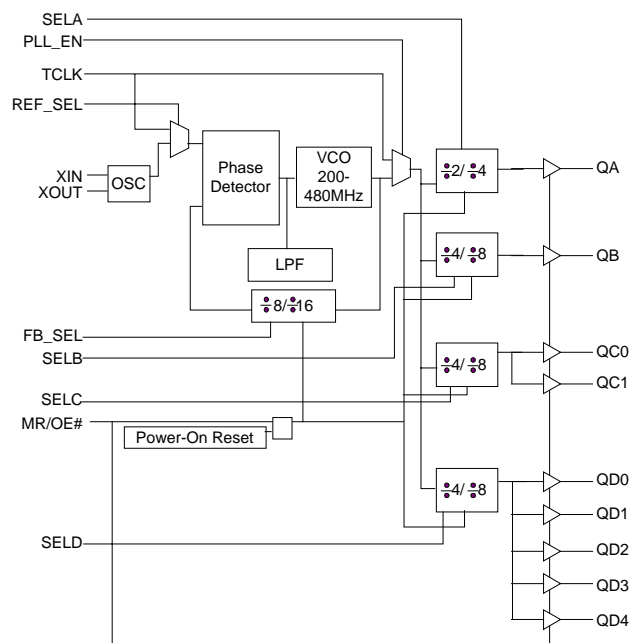 SELA
PLL_EN
TCLK
REF_SEL
XIN
XOUT
OSC
Phase
Detector
VCO
200-
480MHz
LPF
÷8/÷16
FB_SEL
SELB
SELC
MR/OE#
Power-On Reset
SELD
÷2/ ÷4
÷4/ ÷8
÷4/ ÷8
÷4/ ÷8
QA
QB
QC0
QC1
QD0
QD1
QD2
QD3
QD4